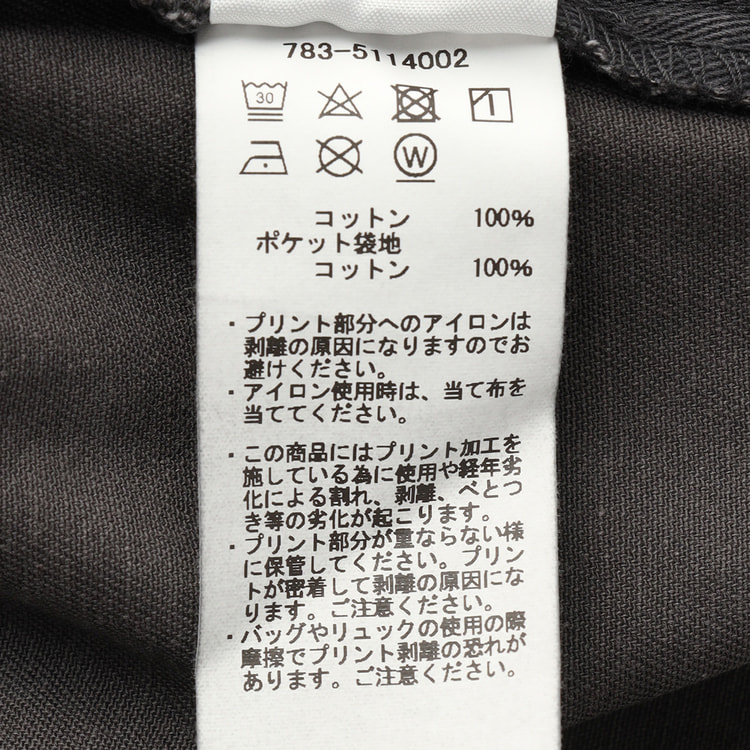 783-5114002
30
W
コットン 100%
ポケット袋地
コットン 100%
・プリント部分へのアイロンは
剥離の原因になりますのでお
避けください。
・アイロン使用時は、当て布を
当ててください。
・この商品にはプリント加工を
施している為に使用や経年劣
化による割れ、剥離、べとつ
き等の劣化が起こります。
・プリント部分が重ならない様
に保管してください。プリン
トが密着して剥離の原因にな
ります。ご注意ください。
・バッグやリュックの使用の際
摩擦でプリント剥離の恐れが
あります。ご注意ください。